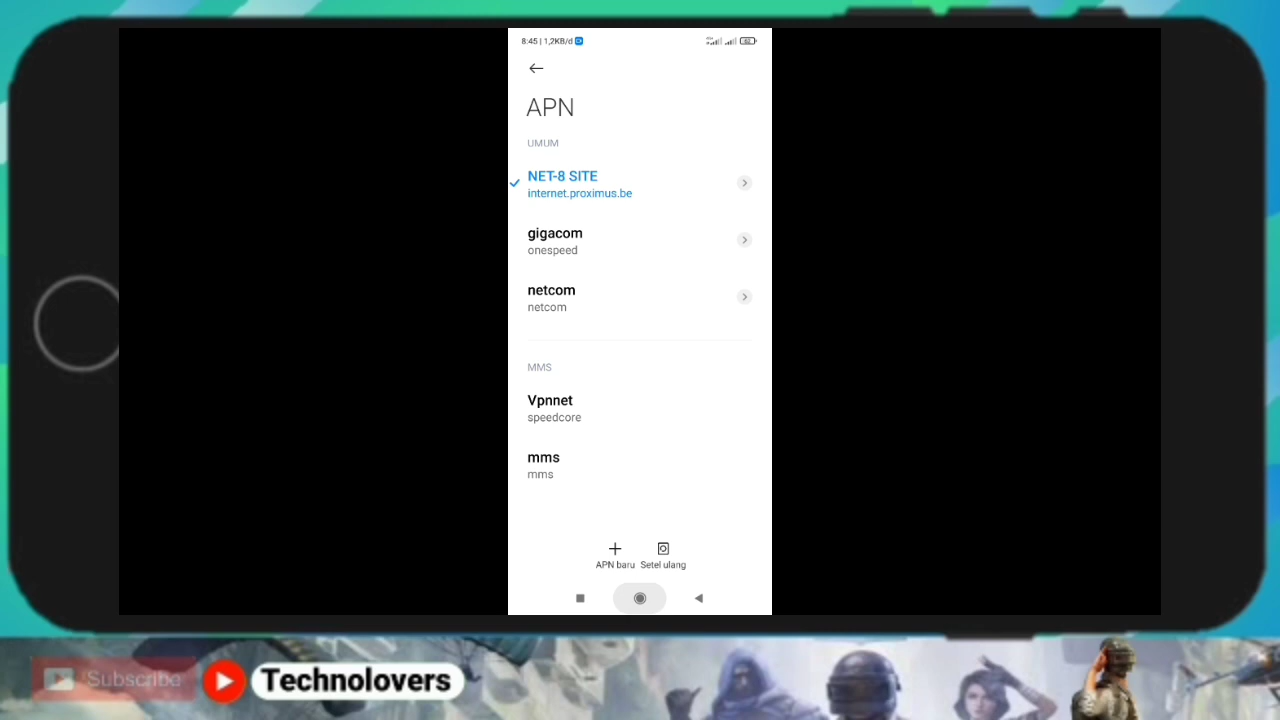 8:45 | 1,2KB/d
62
APN
UMUM
NET-8 SITE
internet.proximus.be
gigacom
onespeed
netcom
netcom
MMS
Vpnnet
speedcore
mms
mms
APN baru
Setel ulang
Subscribe
Technolovers